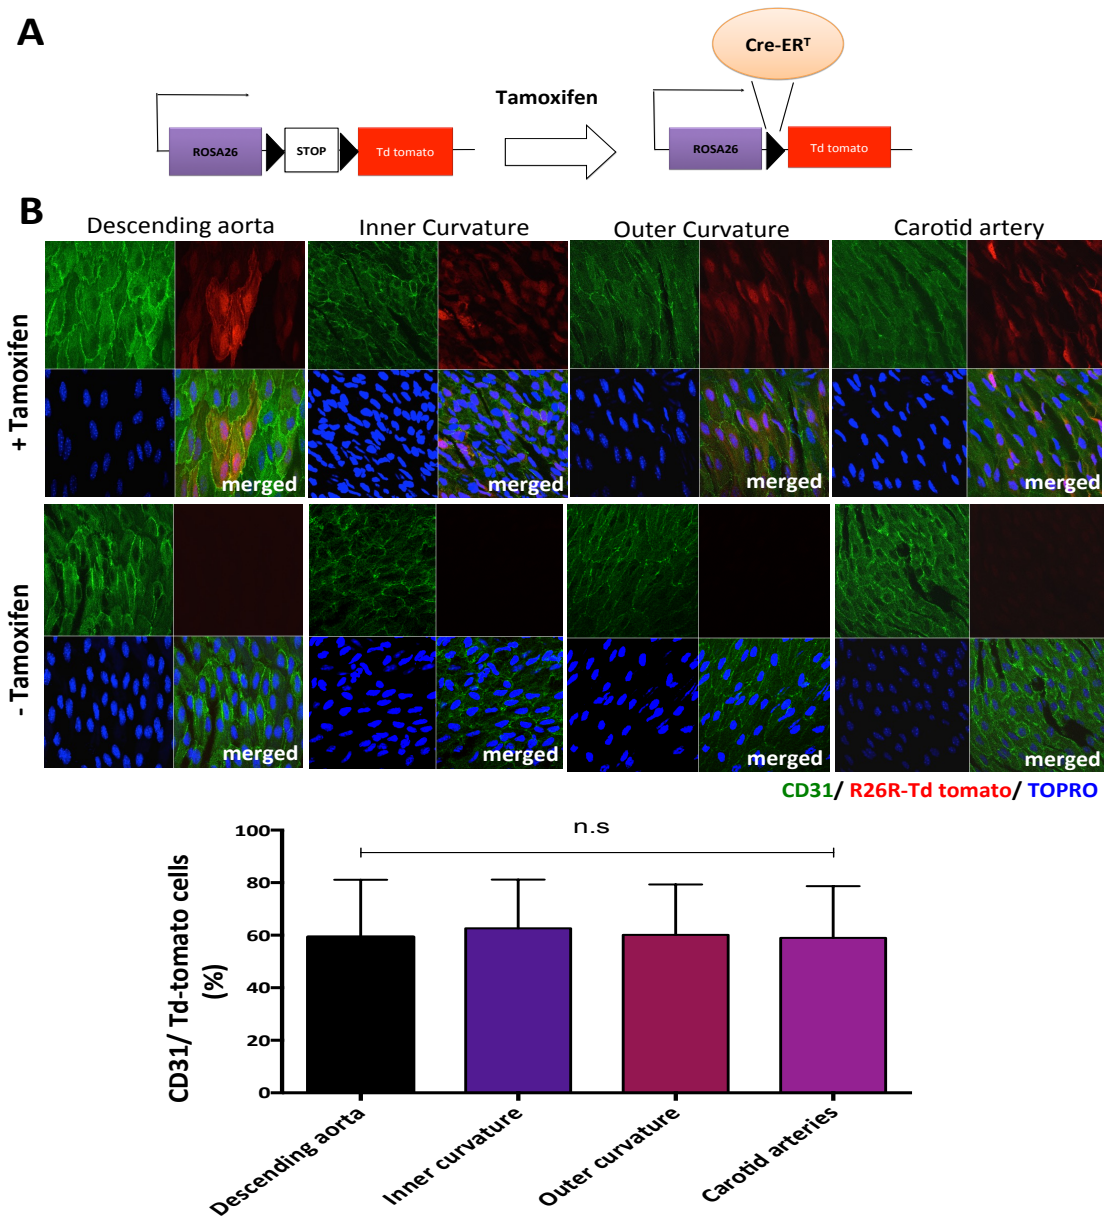 A
Cre-ERᵀ
Tamoxifen
ROSA26
STOP
Td tomato
ROSA26
Td tomato
B
Descending aorta
Inner Curvature
Outer Curvature
Carotid artery
+ Tamoxifen
merged
merged
merged
merged
- Tamoxifen
merged
merged
merged
merged
CD31/ R26R-Td tomato/ TOPRO
n.s
CD31/ Td-tomato cells
(%)
100
80
60
40
20
0
Descending aorta
Inner curvature
Outer curvature
Carotid arteries